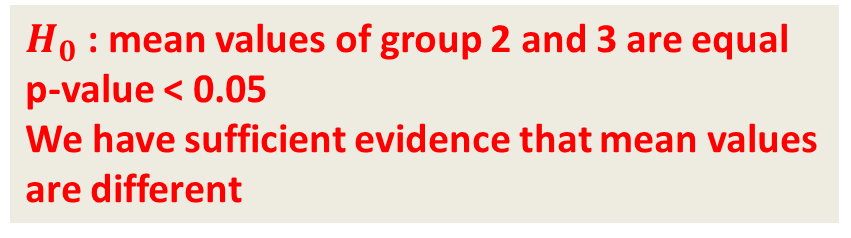 H₀ : mean values of group 2 and 3 are equal
p-value < 0.05
We have sufficient evidence that mean values
are different